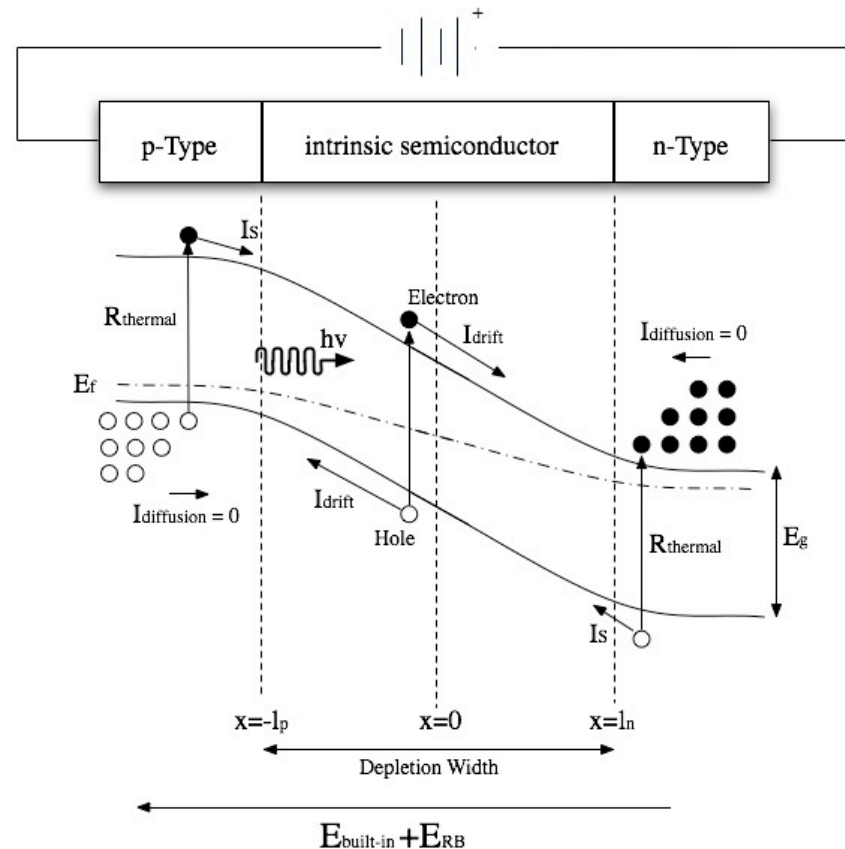 +
p-Type intrinsic semiconductor n-Type
Is
Electron
Rthermal
hv
Idrift
Idiffusion = 0
Ef
Idrift
Idiffusion = 0
Hole
Rthermal
Eg
Is
x=-lp x=0 x=ln
Depletion Width
Ebuilt-in+ERB